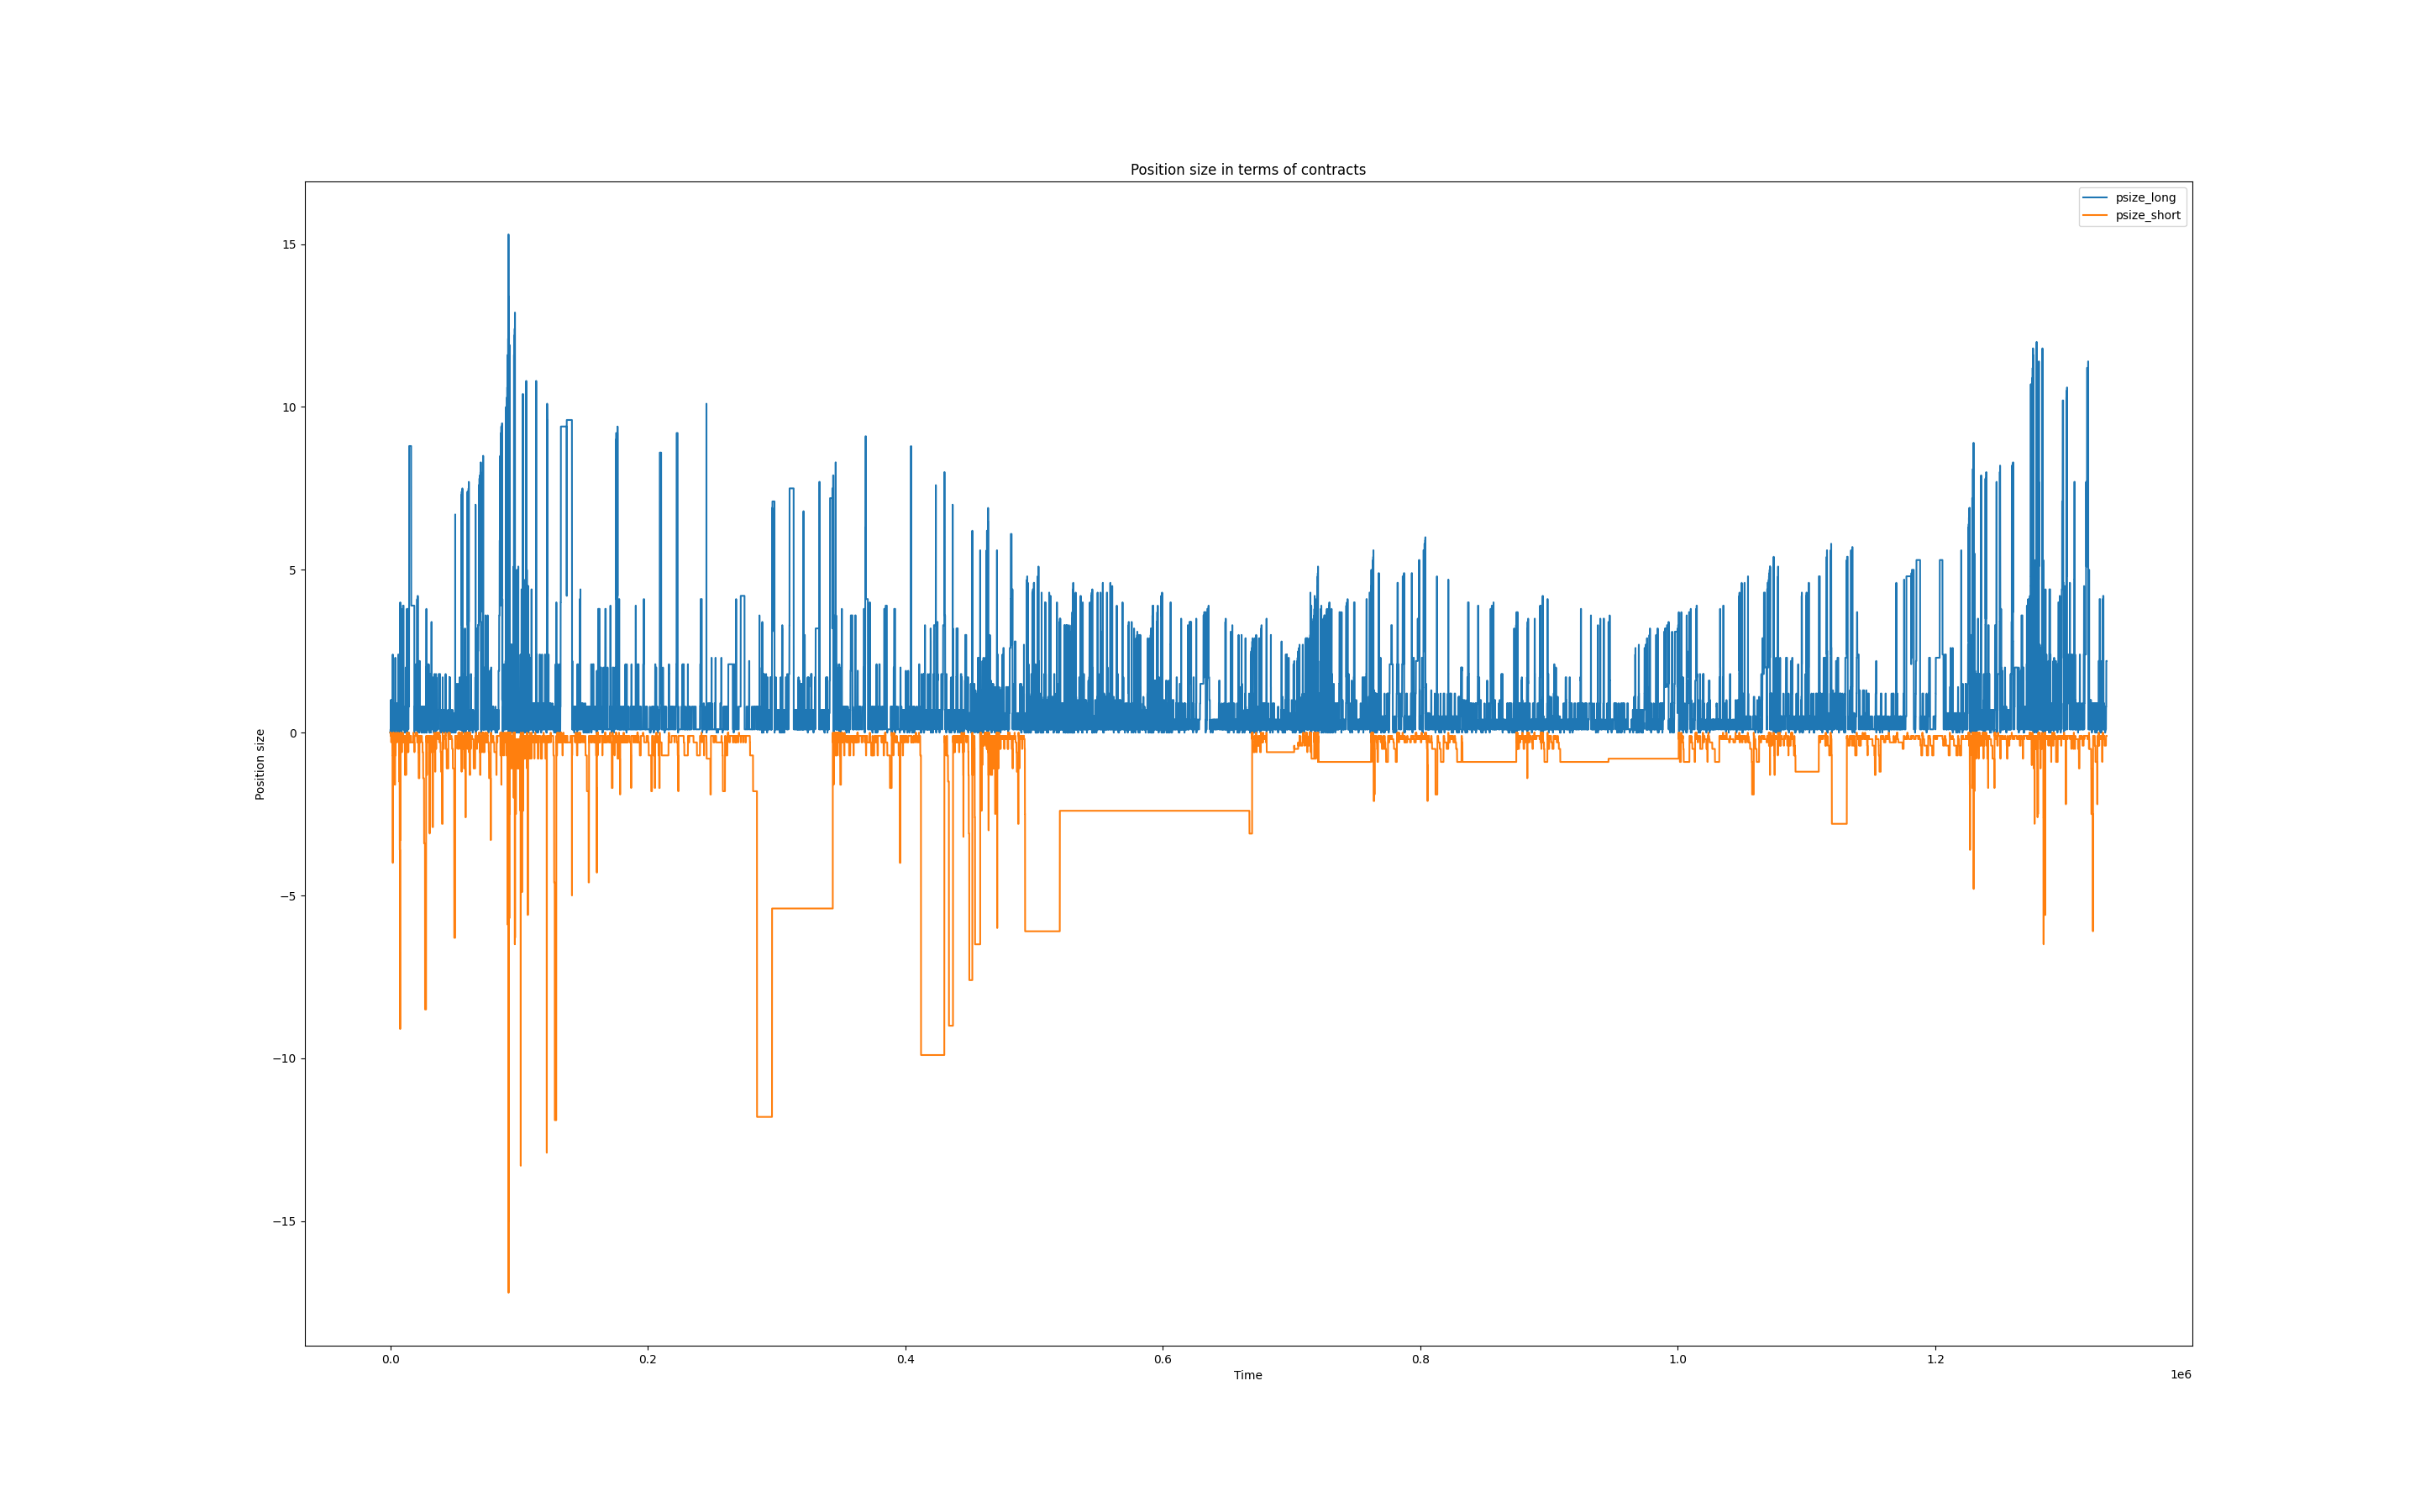 Position size in terms of contracts
psize_long
psize_short
Position size
15
10
5
0
−5
−10
−15
0.0
0.2
0.4
0.6
0.8
1.0
1.2
1e6
Time